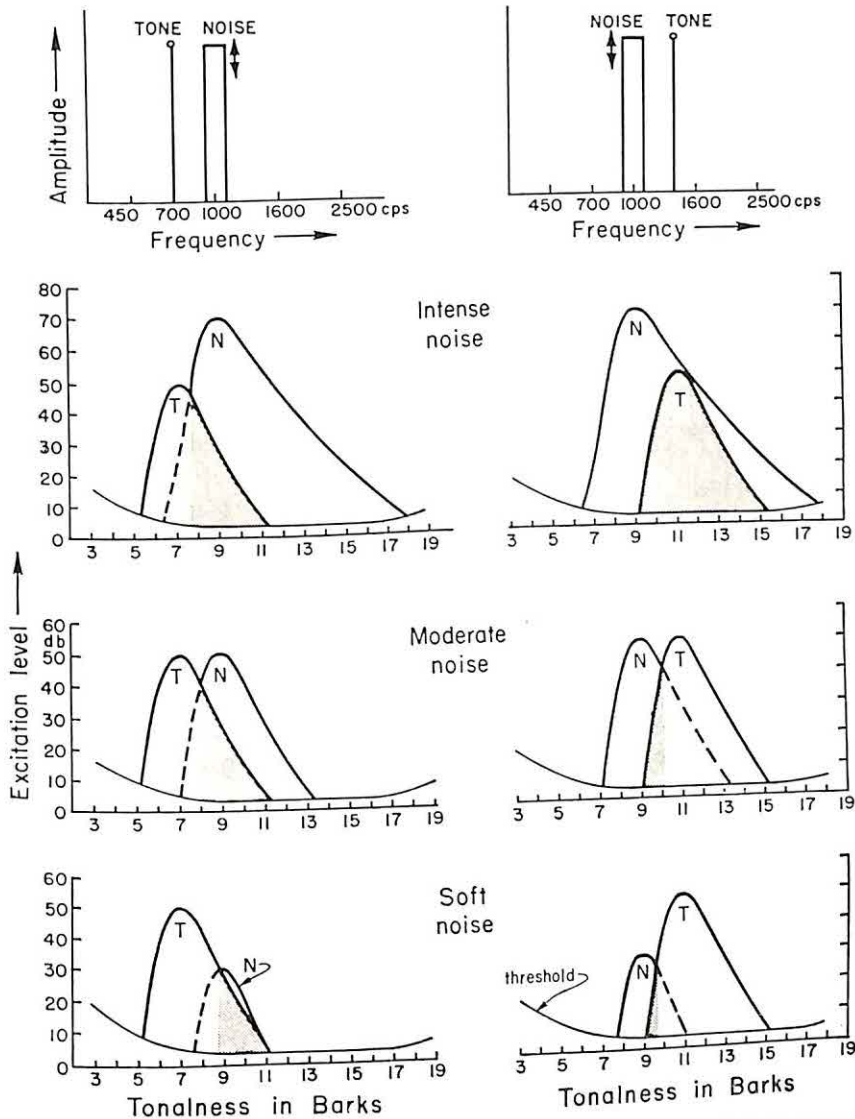 TONE NOISE
NOISE TONE
Amplitude
450 700 1000 1600 2500 cps
450 700 1000 1600 2500 cps
Frequency
Frequency
80
70
60
50
40
30
20
10
0
N
T
Intense
noise
N
T
3 5 7 9 11 13 15 17 19
3 5 7 9 11 13 15 17 19
Excitation level
60
db
50
40
30
20
10
0
T N
Moderate
noise
N T
3 5 7 9 11 13 15 17 19
3 5 7 9 11 13 15 17 19
60
50
40
30
20
10
0
T
N
Soft
noise
T
N
threshold
3 5 7 9 11 13 15 17 19
3 5 7 9 11 13 15 17 19
Tonalness in Barks
Tonalness in Barks